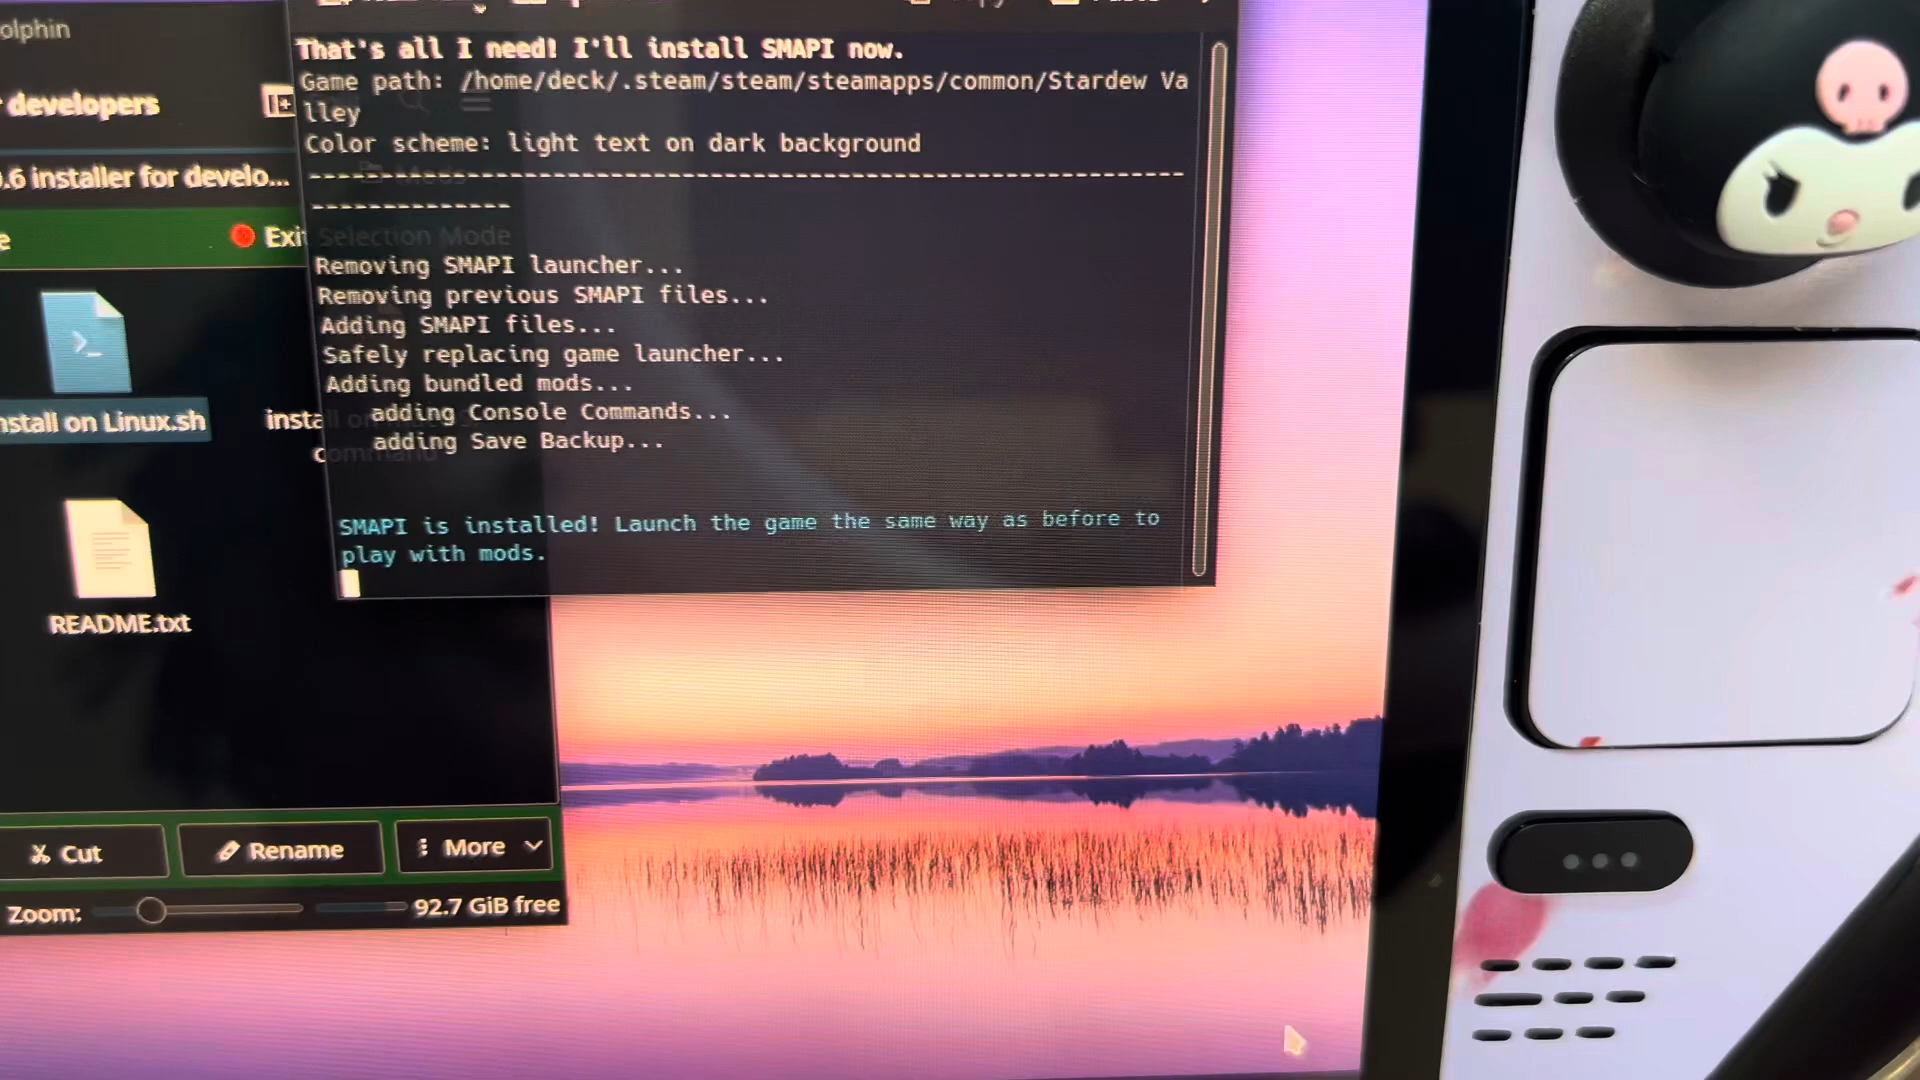 olphin
developers
.6 installer for develo...
e
Exi
nstall on Linux.sh
README.txt
Cut
Rename
More
Zoom:
92.7 GiB free
That's all I need! I'll install SMAPI now.
Game path: /home/deck/.steam/steam/steamapps/common/Stardew Va
lley
Color scheme: light text on dark background
----------------------------------------------------------------
--------------
Selection Mode
Removing SMAPI launcher...
Removing previous SMAPI files...
Adding SMAPI files...
Safely replacing game launcher...
Adding bundled mods...
adding Console Commands...
adding Save Backup...
SMAPI is installed! Launch the game the same way as before to
play with mods.